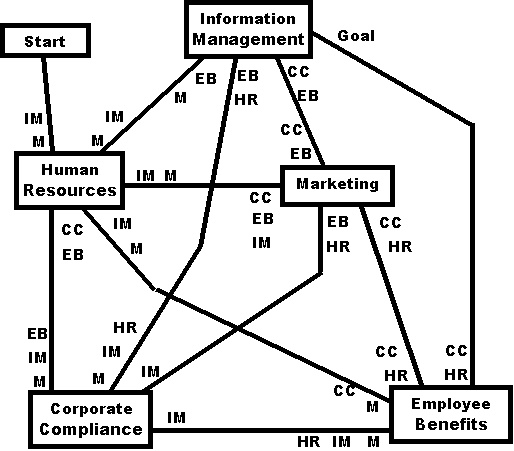 Information
Management
Goal
Start
EB
EB
CC
M
HR
EB
IM
M
M
CC
EB
Human
Resources
IM M
Marketing
CC
EB
IM
CC
EB
IM
M
EB
HR
CC
HR
EB
IM
M
HR
IM
M
IM
CC
HR
CC
HR
CC
M
Corporate
Compliance
IM
HR IM M
Employee
Benefits